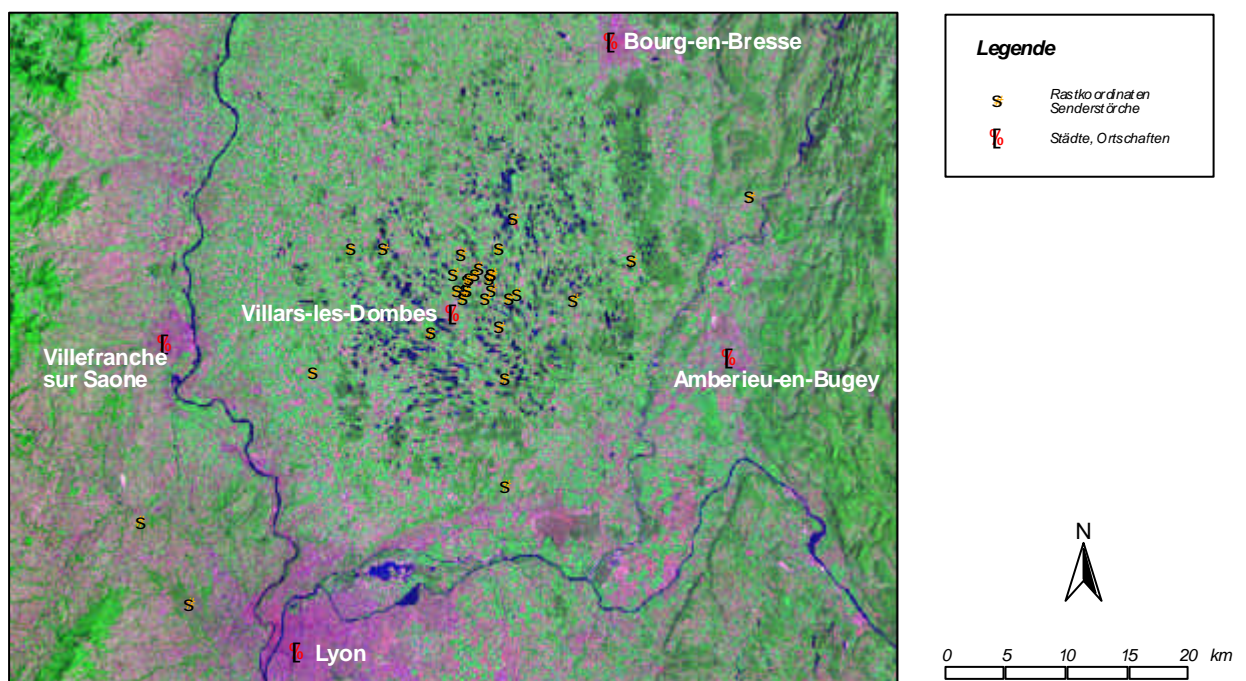 Bourg-en-Bresse
Villars-les-Dombes
Villefranche
sur Saone
Amberieu-en-Bugey
Lyon
Legende
Rastkoordinaten
Senderstörche
Städte, Ortschaften
N
0 5 10 15 20 km